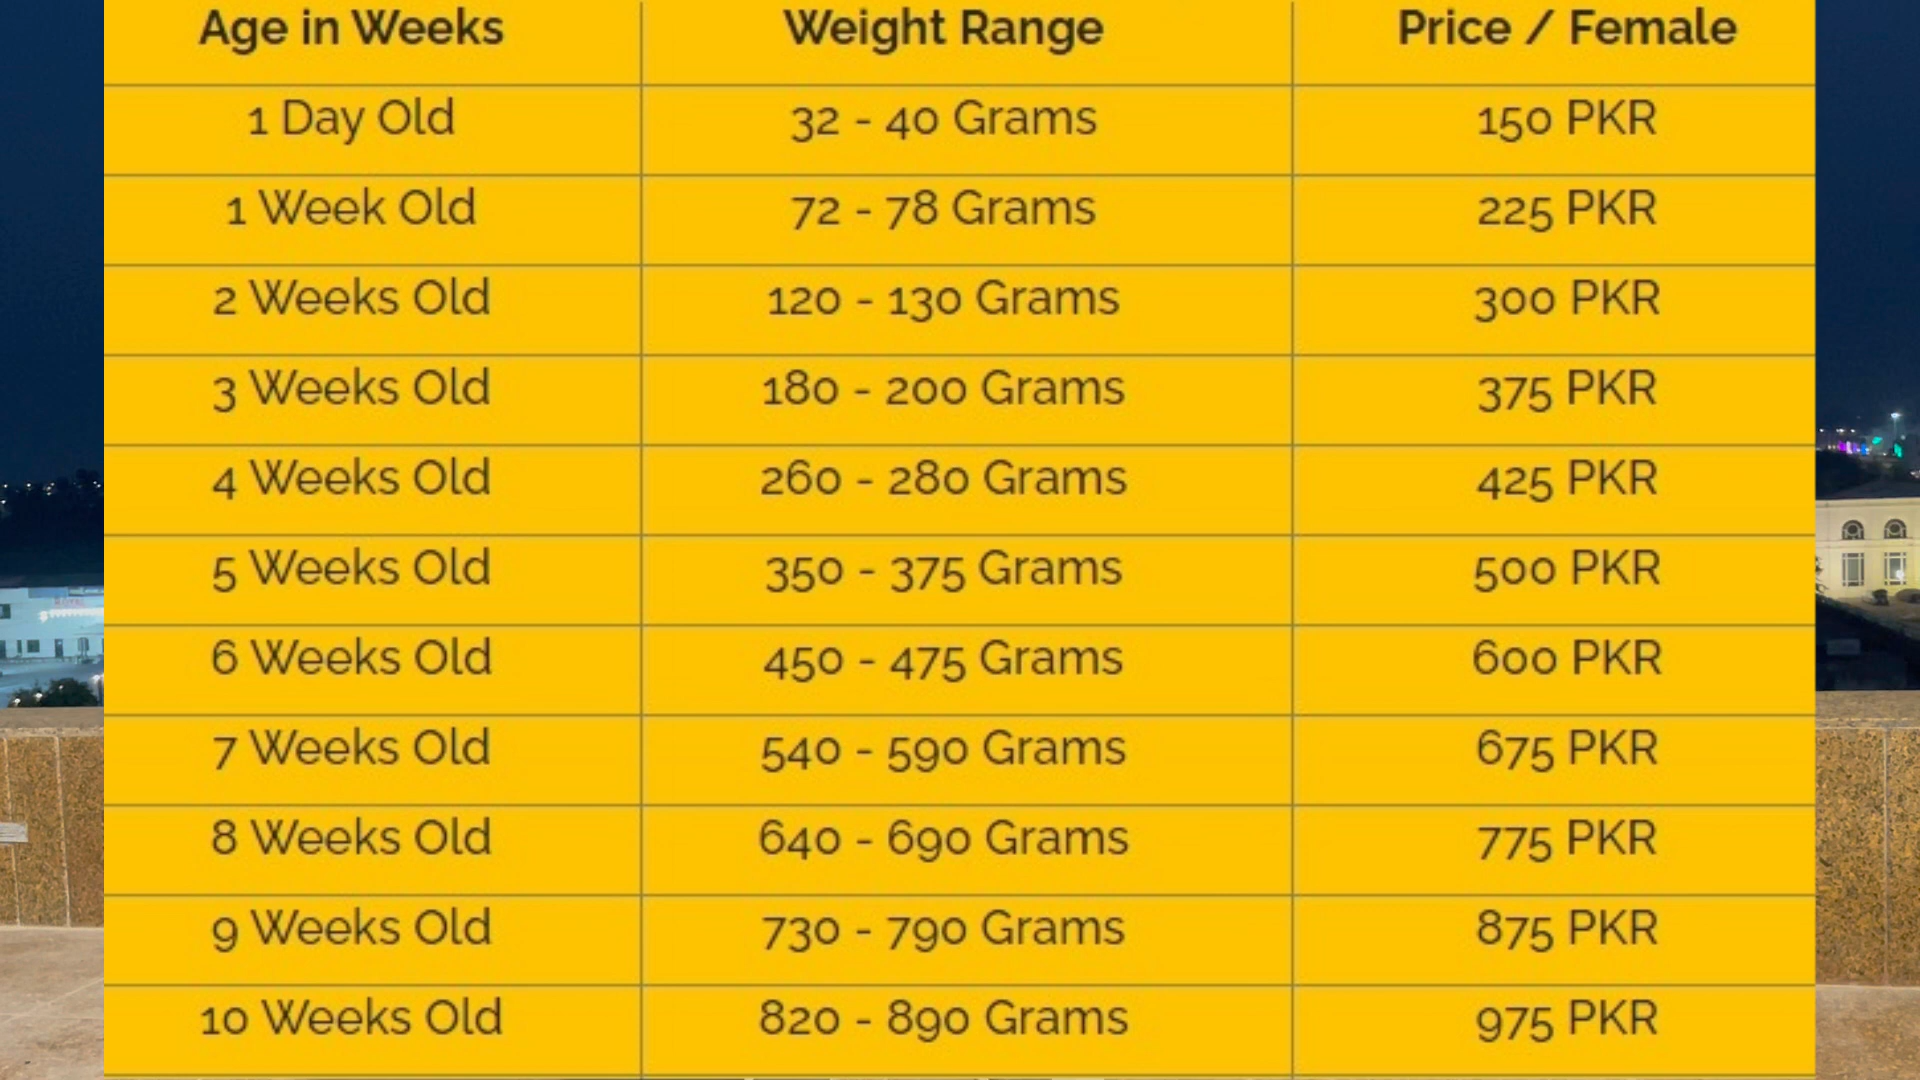 Age in Weeks Weight Range Price / Female
1 Day Old 32 - 40 Grams 150 PKR
1 Week Old 72 - 78 Grams 225 PKR
2 Weeks Old 120 - 130 Grams 300 PKR
3 Weeks Old 180 - 200 Grams 375 PKR
4 Weeks Old 260 - 280 Grams 425 PKR
5 Weeks Old 350 - 375 Grams 500 PKR
6 Weeks Old 450 - 475 Grams 600 PKR
7 Weeks Old 540 - 590 Grams 675 PKR
8 Weeks Old 640 - 690 Grams 775 PKR
9 Weeks Old 730 - 790 Grams 875 PKR
10 Weeks Old 820 - 890 Grams 975 PKR